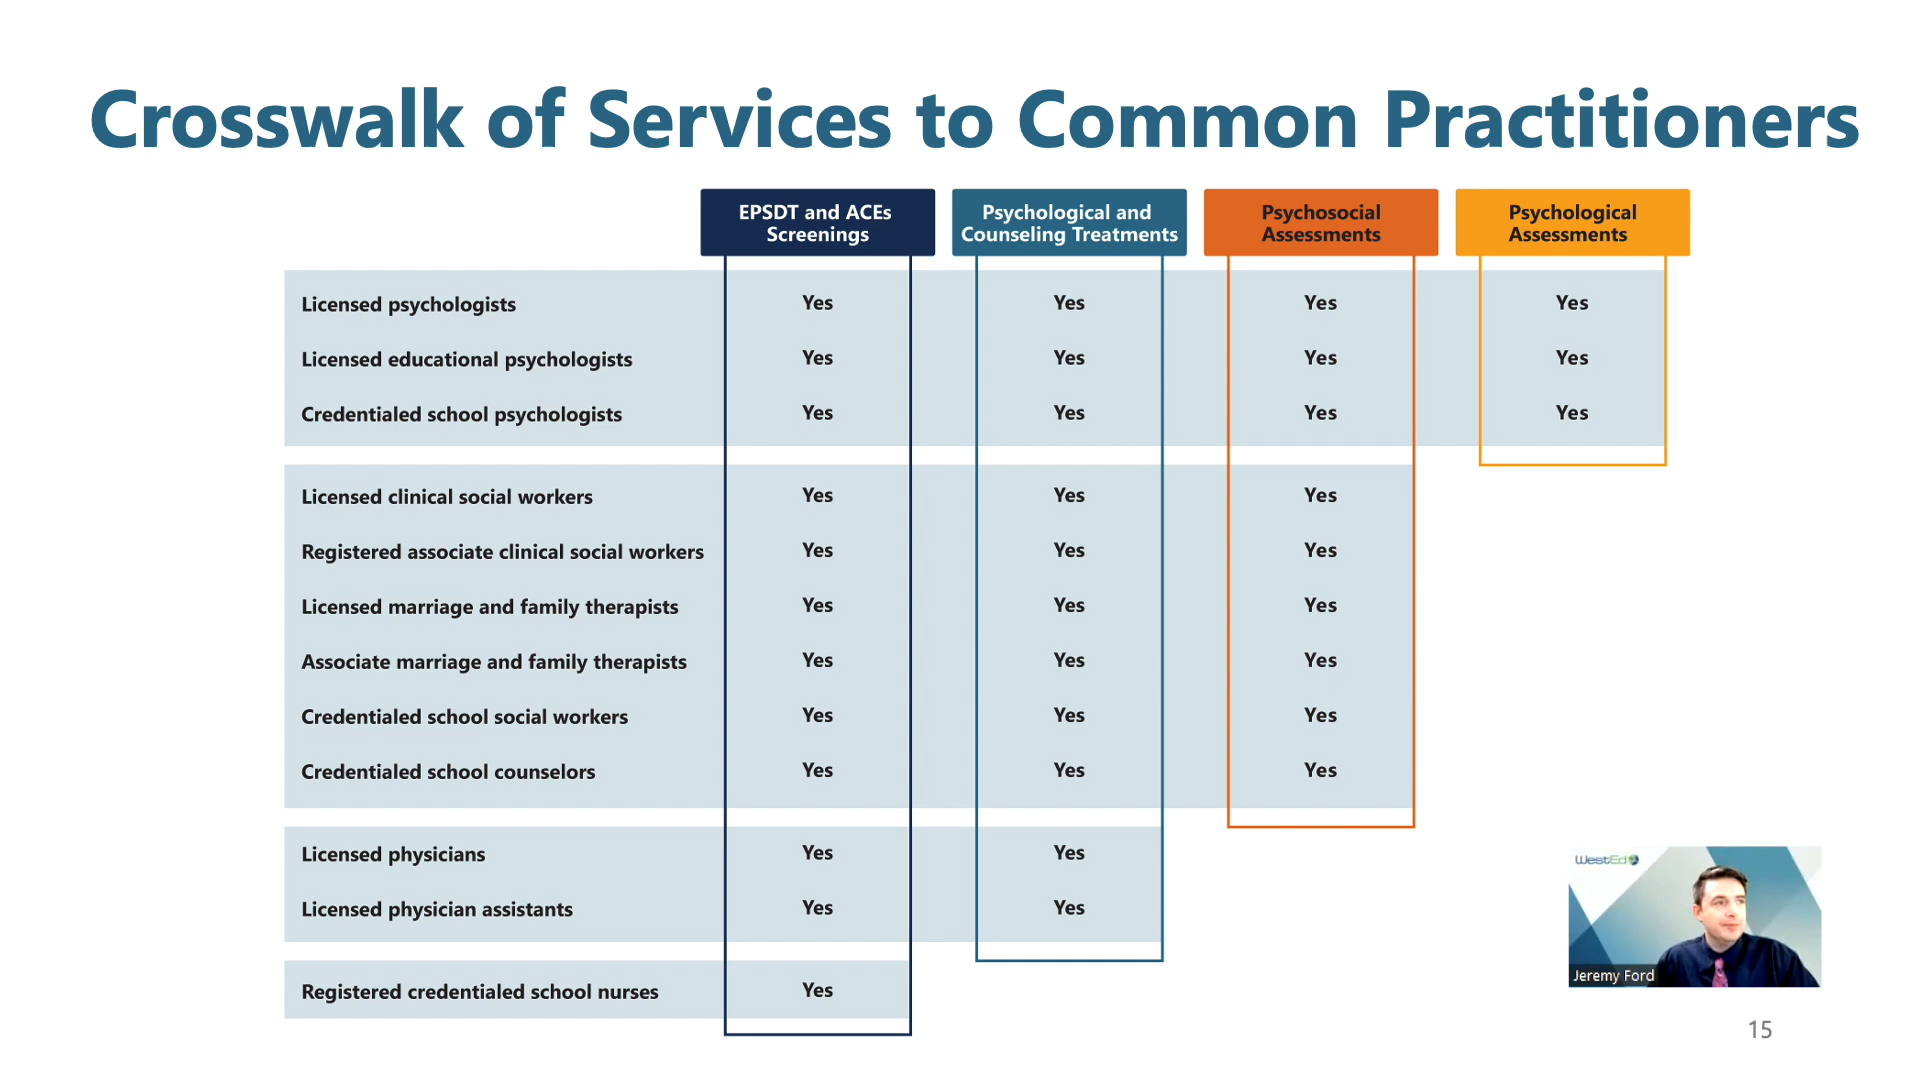 Crosswalk of Services to Common Practitioners
EPSDT and ACEs
Screenings
Psychological and
Counseling Treatments
Psychosocial
Assessments
Psychological
Assessments
Licensed psychologists Yes Yes Yes Yes
Licensed educational psychologists Yes Yes Yes Yes
Credentialed school psychologists Yes Yes Yes Yes
Licensed clinical social workers Yes Yes Yes
Registered associate clinical social workers Yes Yes Yes
Licensed marriage and family therapists Yes Yes Yes
Associate marriage and family therapists Yes Yes Yes
Credentialed school social workers Yes Yes Yes
Credentialed school counselors Yes Yes Yes
Licensed physicians Yes Yes
Licensed physician assistants Yes Yes
Registered credentialed school nurses Yes
WestEd
Jeremy Ford
15